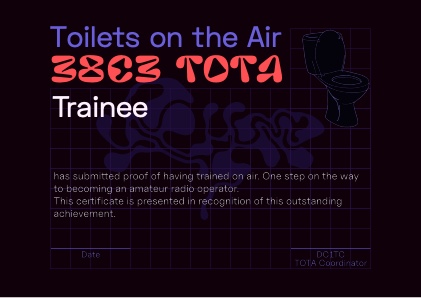 Toilets on the Air
38C3 TOTA
Trainee
has submitted proof of having trained on air. One step on the way
to becoming an amateur radio operator.
This certificate is presented in recognition of this outstanding
achievement.
Date
DC1TC
TOTA Coordinator